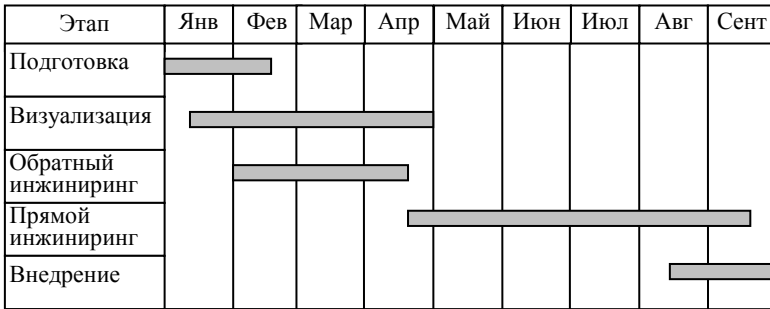 Этап Янв Фев Мар Апр Май Июн Июл Авг Сент
Подготовка
Визуализация
Обратный
инжиниринг
Прямой
инжиниринг
Внедрение